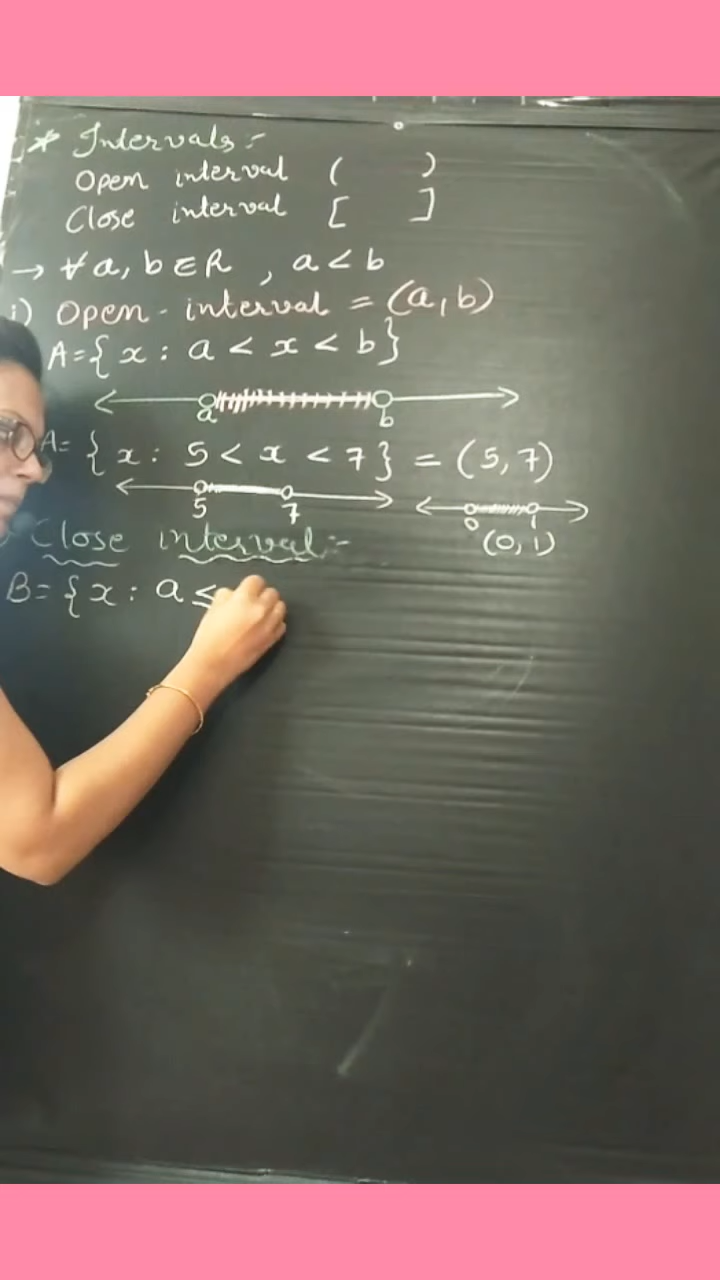 * Intervals :-
Open interval ( )
Close interval [ ]
→ ∀ a, b ∈ R , a < b
i) Open - interval = (a, b)
A = { x : a < x < b }
a b
A = { x : 5 < x < 7 } = (5, 7)
5 7
0 1
(0, 1)
Close interval :-
B = { x : a ≤